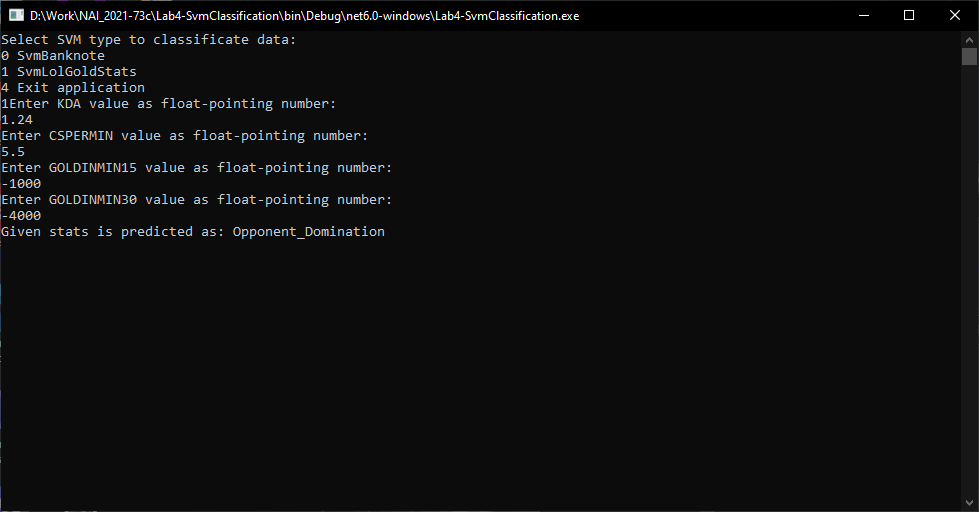 D:\Work\NAI_2021-73c\Lab4-SvmClassification\bin\Debug\net6.0-windows\Lab4-SvmClassification.exe
Select SVM type to classificate data:
0 SvmBanknote
1 SvmLolGoldStats
4 Exit application
1Enter KDA value as float-pointing number:
1.24
Enter CSPERMIN value as float-pointing number:
5.5
Enter GOLDINMIN15 value as float-pointing number:
-1000
Enter GOLDINMIN30 value as float-pointing number:
-4000
Given stats is predicted as: Opponent_Domination